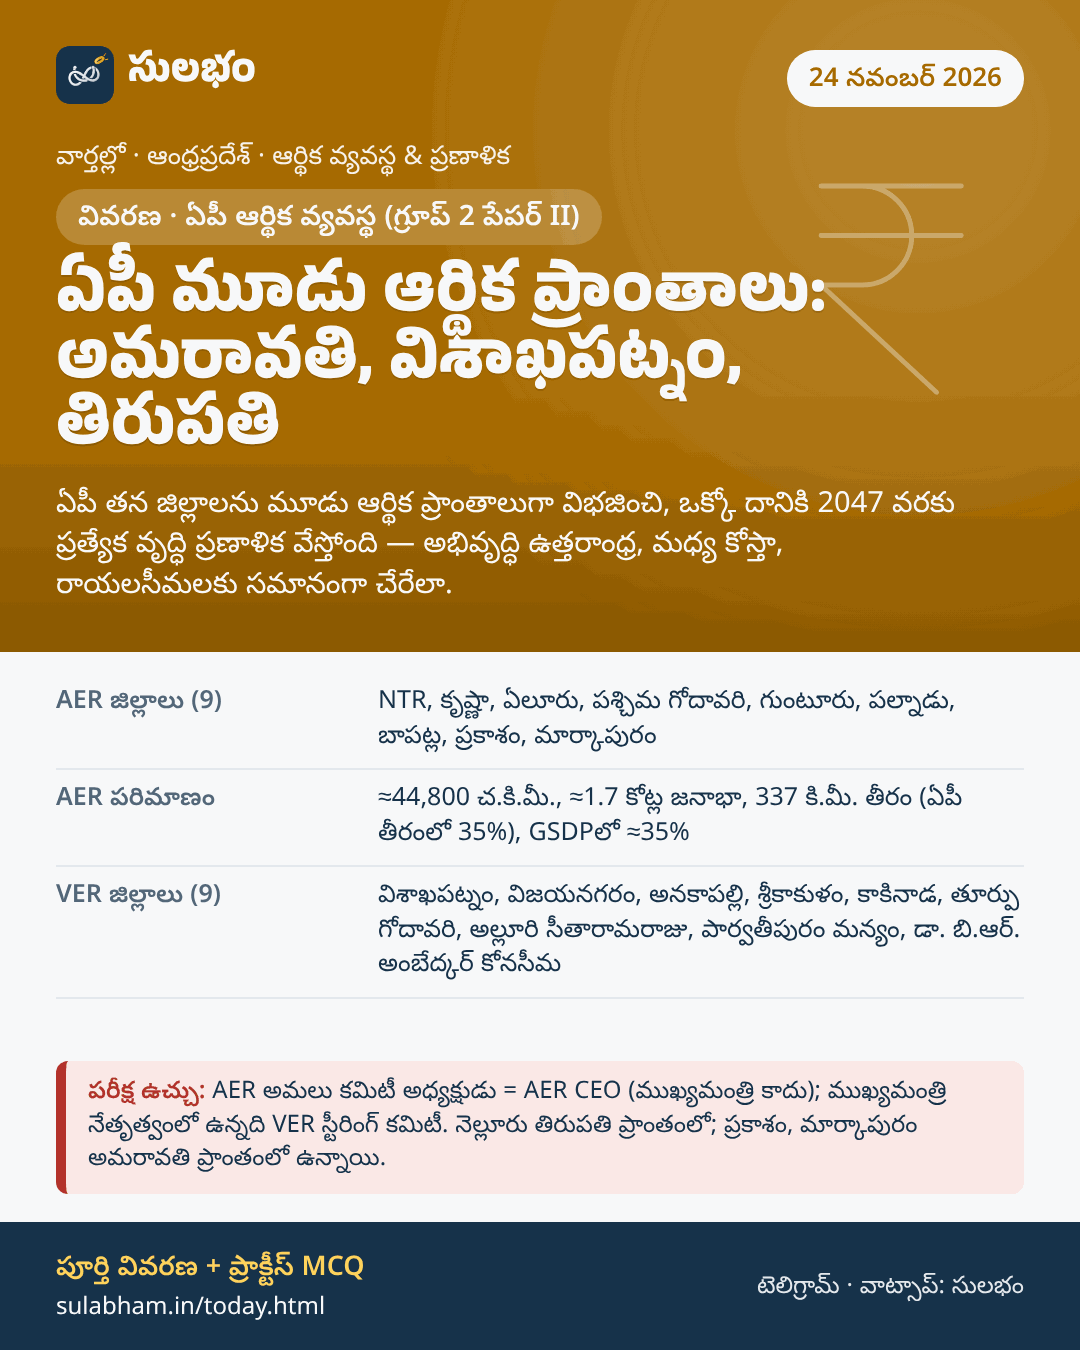 సులభం
24 నవంబర్ 2026
వార్తల్లో · ఆంధ్రప్రదేశ్ · ఆర్థిక వ్యవస్థ & ప్రణాళిక
వివరణ · ఏపీ ఆర్థిక వ్యవస్థ (గ్రూప్ 2 పేపర్ II)
ఏపీ మూడు ఆర్థిక ప్రాంతాలు:
అమరావతి, విశాఖపట్నం,
తిరుపతి
ఏపీ తన జిల్లాలను మూడు ఆర్థిక ప్రాంతాలుగా విభజించి, ఒక్కో దానికి 2047 వరకు
ప్రత్యేక వృద్ధి ప్రణాళిక వేస్తోంది — అభివృద్ధి ఉత్తరాంధ్ర, మధ్య కోస్తా,
రాయలసీమలకు సమానంగా చేరేలా.
AER జిల్లాలు (9)
NTR, కృష్ణా, ఏలూరు, పశ్చిమ గోదావరి, గుంటూరు, పల్నాడు,
బాపట్ల, ప్రకాశం, మార్కాపురం
AER పరిమాణం
≈44,800 చ.కి.మీ., ≈1.7 కోట్ల జనాభా, 337 కి.మీ. తీరం (ఏపీ
తీరంలో 35%), GSDPలో ≈35%
VER జిల్లాలు (9)
విశాఖపట్నం, విజయనగరం, అనకాపల్లి, శ్రీకాకుళం, కాకినాడ, తూర్పు
గోదావరి, అల్లూరి సీతారామరాజు, పార్వతీపురం మన్యం, డా. బి.ఆర్.
అంబేద్కర్ కోనసీమ
పరీక్ష ఉచ్చు: AER అమలు కమిటీ అధ్యక్షుడు = AER CEO (ముఖ్యమంత్రి కాదు); ముఖ్యమంత్రి
నేతృత్వంలో ఉన్నది VER స్టీరింగ్ కమిటీ. నెల్లూరు తిరుపతి ప్రాంతంలో; ప్రకాశం, మార్కాపురం
అమరావతి ప్రాంతంలో ఉన్నాయి.
పూర్తి వివరణ + ప్రాక్టీస్ MCQ
sulabham.in/today.html
టెలిగ్రామ్ · వాట్సాప్: సులభం